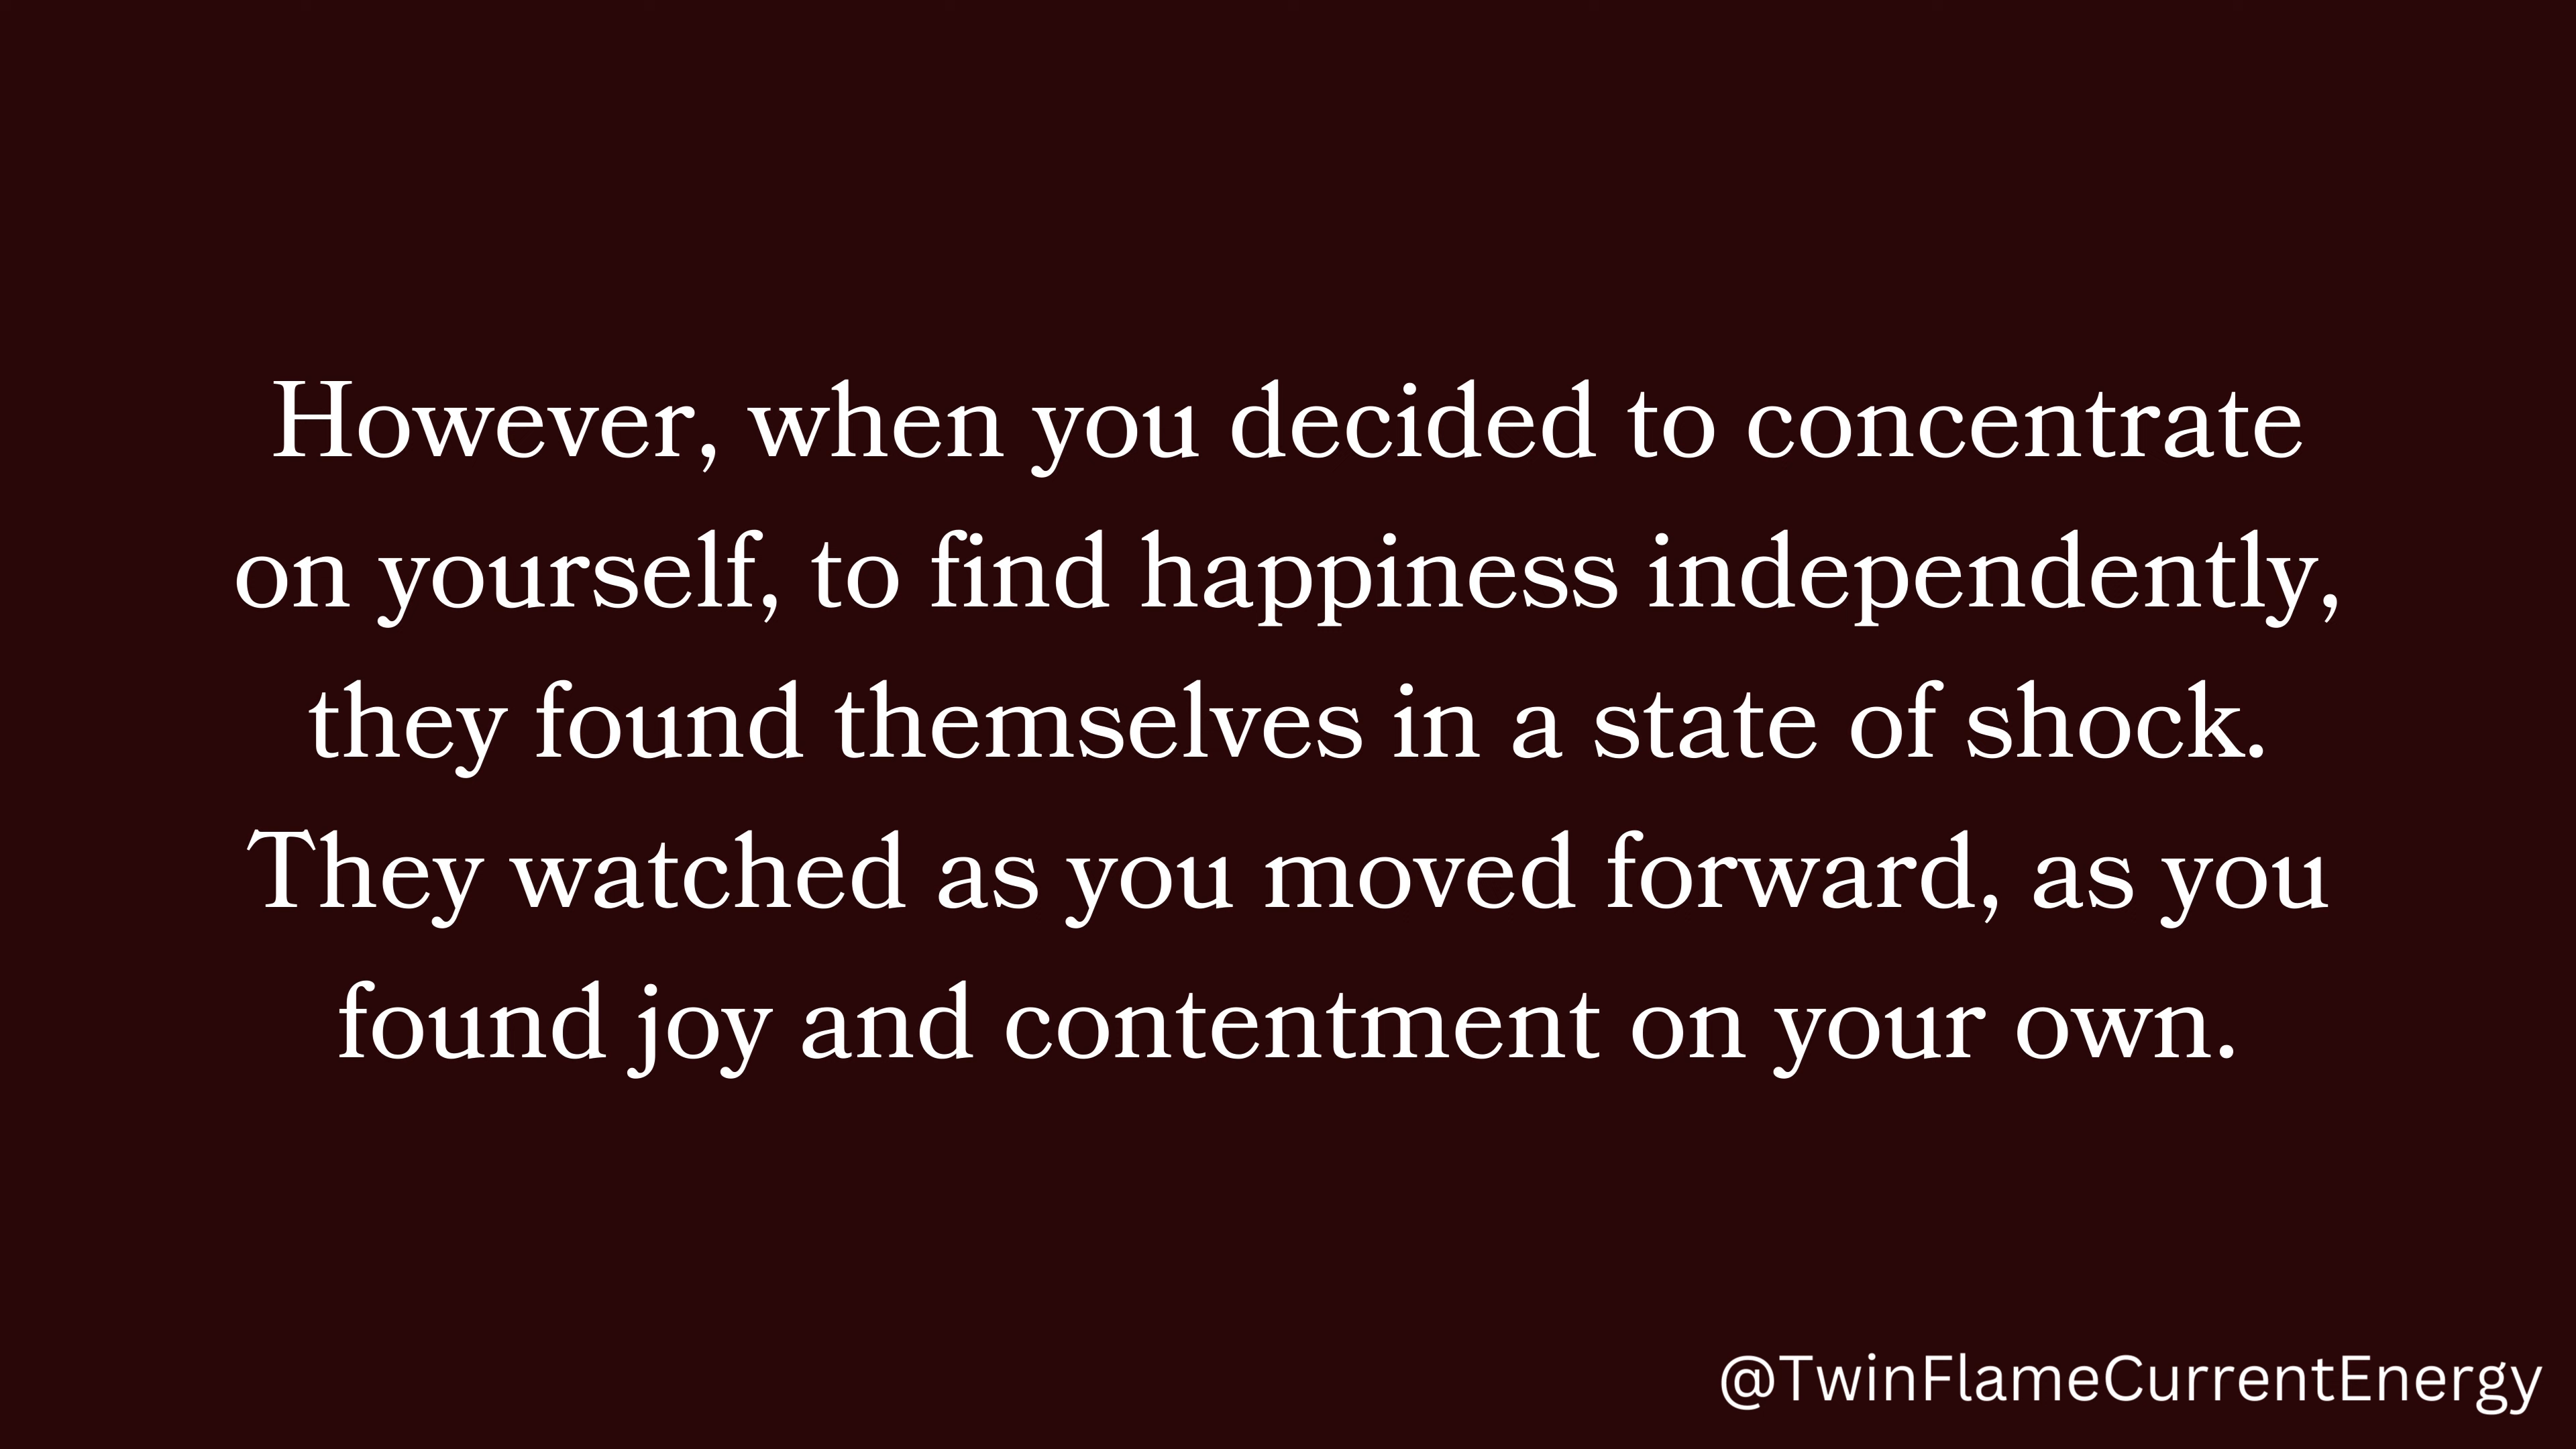 However, when you decided to concentrate
on yourself, to find happiness independently,
they found themselves in a state of shock.
They watched as you moved forward, as you
found joy and contentment on your own.
@TwinFlameCurrentEnergy